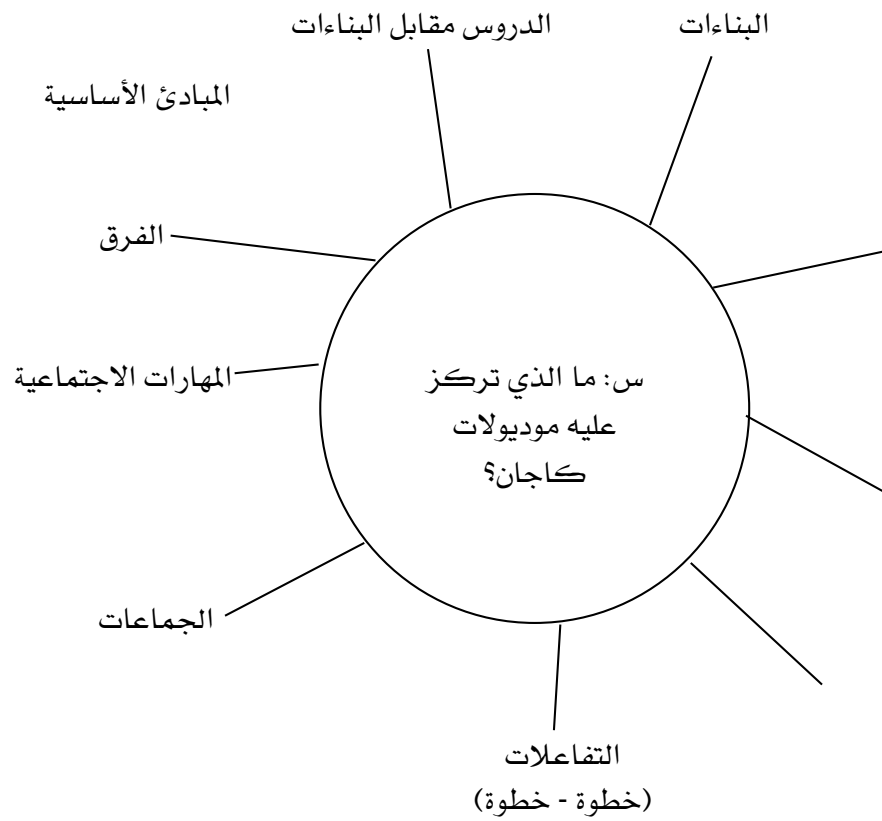 البناءات
الدروس مقابل البناءات
المبادئ الأساسية
الفرق
المهارات الاجتماعية
س: ما الذي تركز
عليه موديولات
كاجان؟
الجماعات
التفاعلات
(خطوة - خطوة)